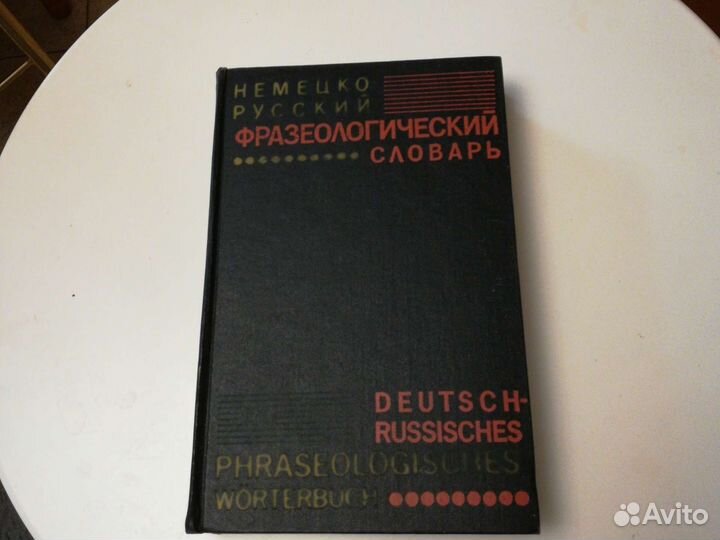 НЕМЕЦКО
РУССКИЙ
ФРАЗЕОЛОГИЧЕСКИЙ
СЛОВАРЬ
DEUTSCH-
RUSSISCHES
PHRASEOLOGISCHES
WÖRTERBUCH
Avito